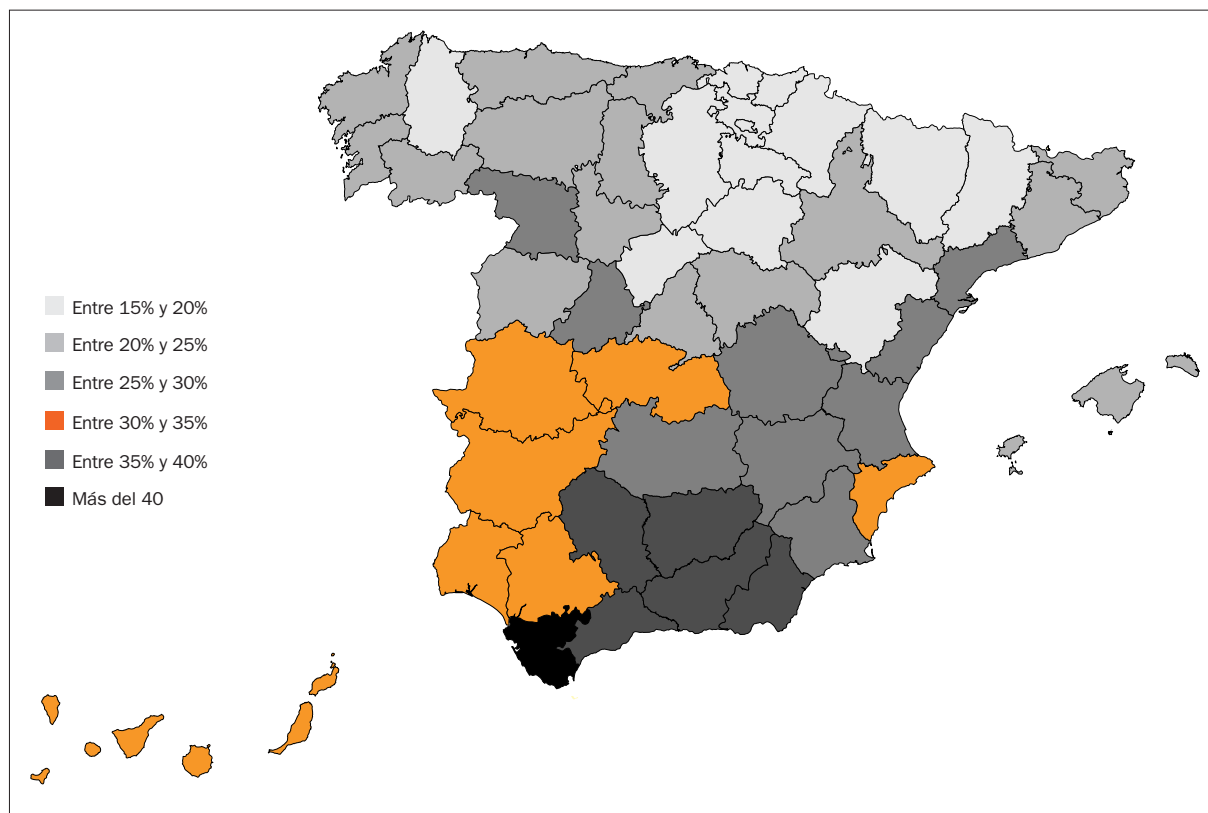 Entre 15% y 20%
Entre 20% y 25%
Entre 25% y 30%
Entre 30% y 35%
Entre 35% y 40%
Más del 40